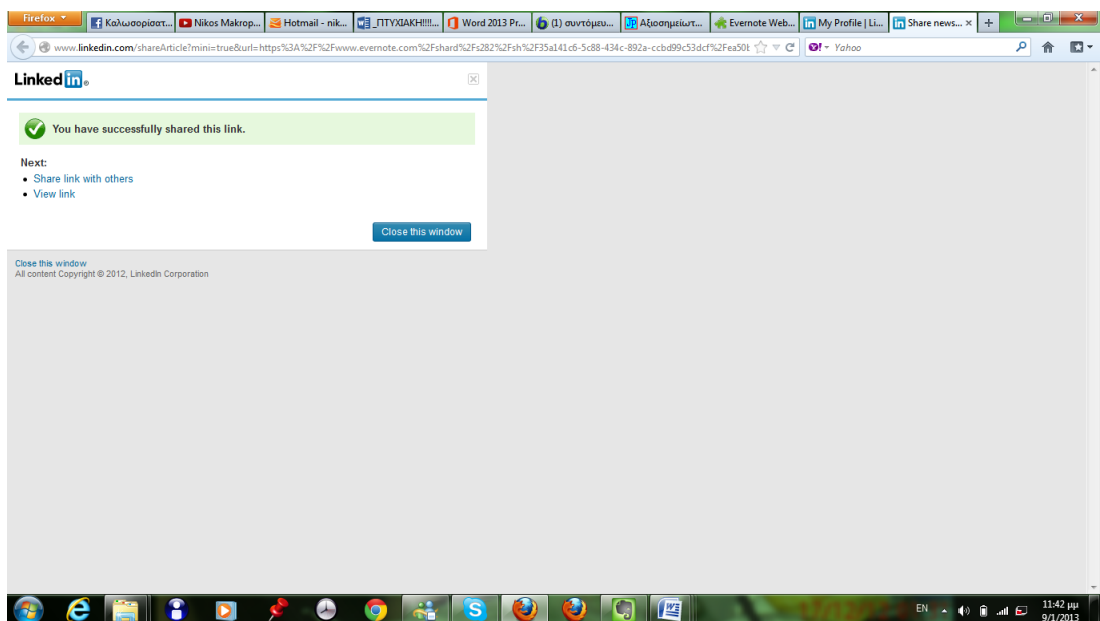 Firefox
Καλωσορίσατ...
Nikos Makrop...
Hotmail - nik...
_ΠΤΥΧΙΑΚΗ!!!!...
Word 2013 Pr...
(1) συντόμευ...
Αξιοσημείωτ...
Evernote Web...
My Profile | Li...
Share news...
www.linkedin.com/shareArticle?mini=true&url=https%3A%2F%2Fwww.evernote.com%2Fshard%2Fs282%2Fsh%2F35a141c6-5c88-434c-892a-ccbd99c53dcf%2Fea50b
Yahoo
Linked in
You have successfully shared this link.
Next:
Share link with others
View link
Close this window
Close this window
All content Copyright © 2012, LinkedIn Corporation
EN
11:42 μμ
9/1/2013